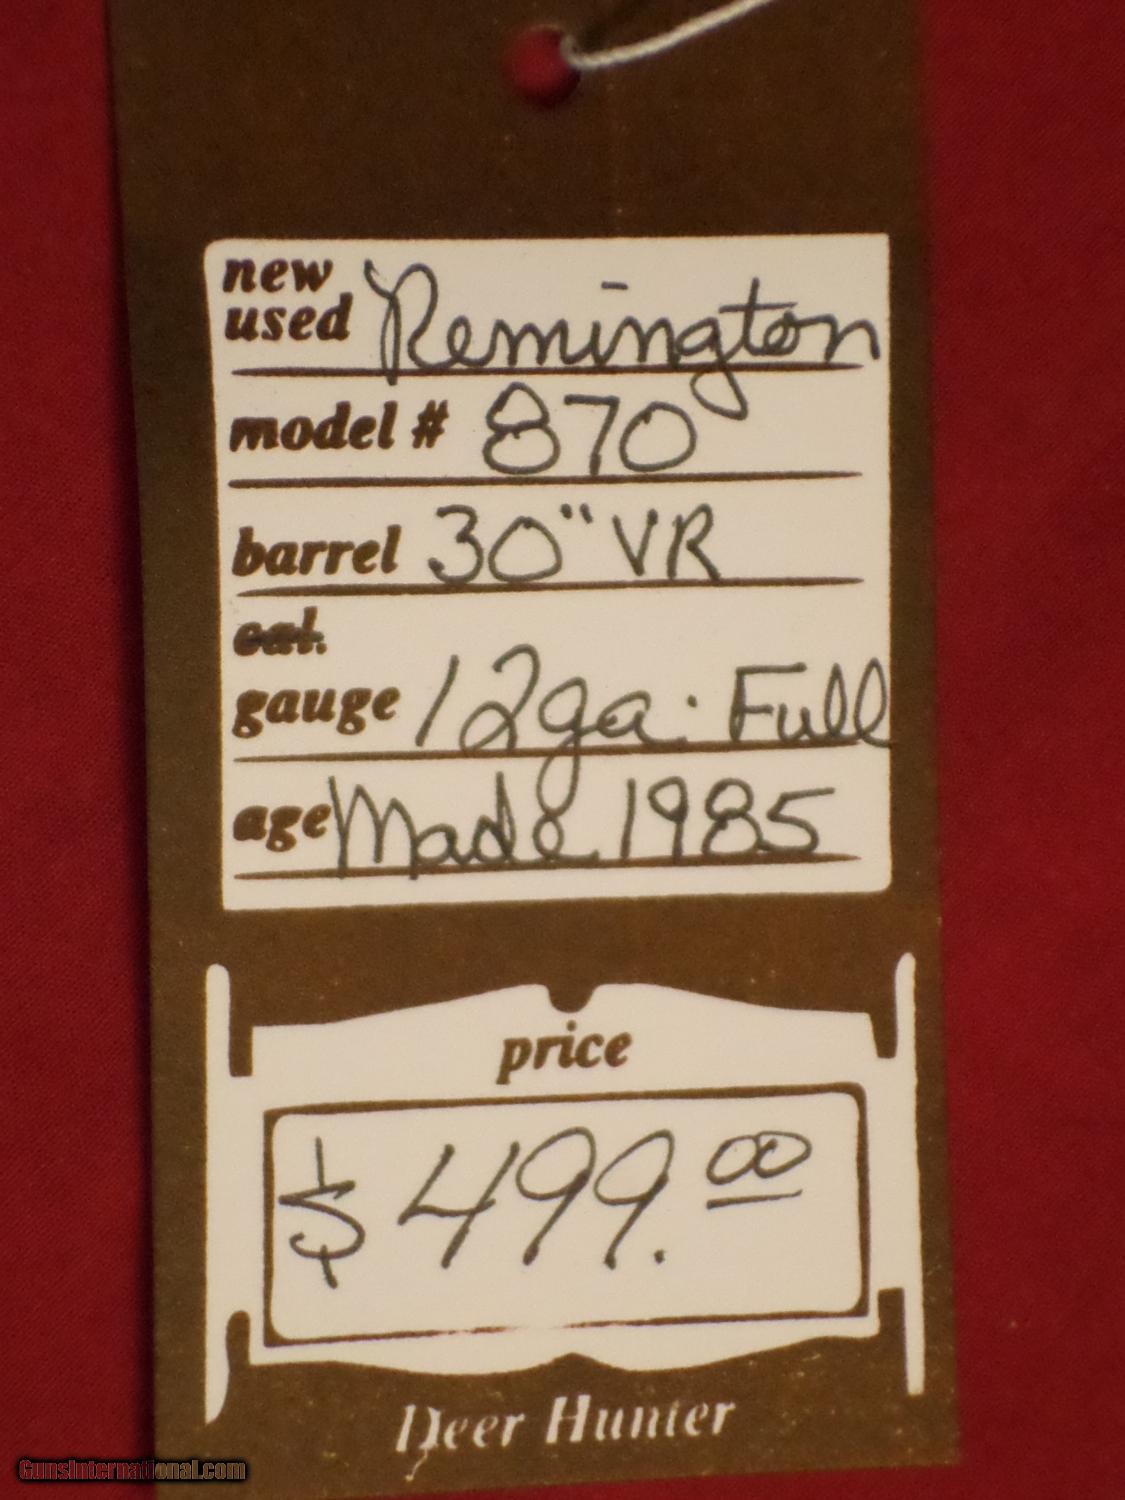 new
used Remington
model # 870
barrel 30" VR
cal.
gauge 12ga. Full
age Made 1985
price
$499.00
Deer Hunter
GunsInternational.com